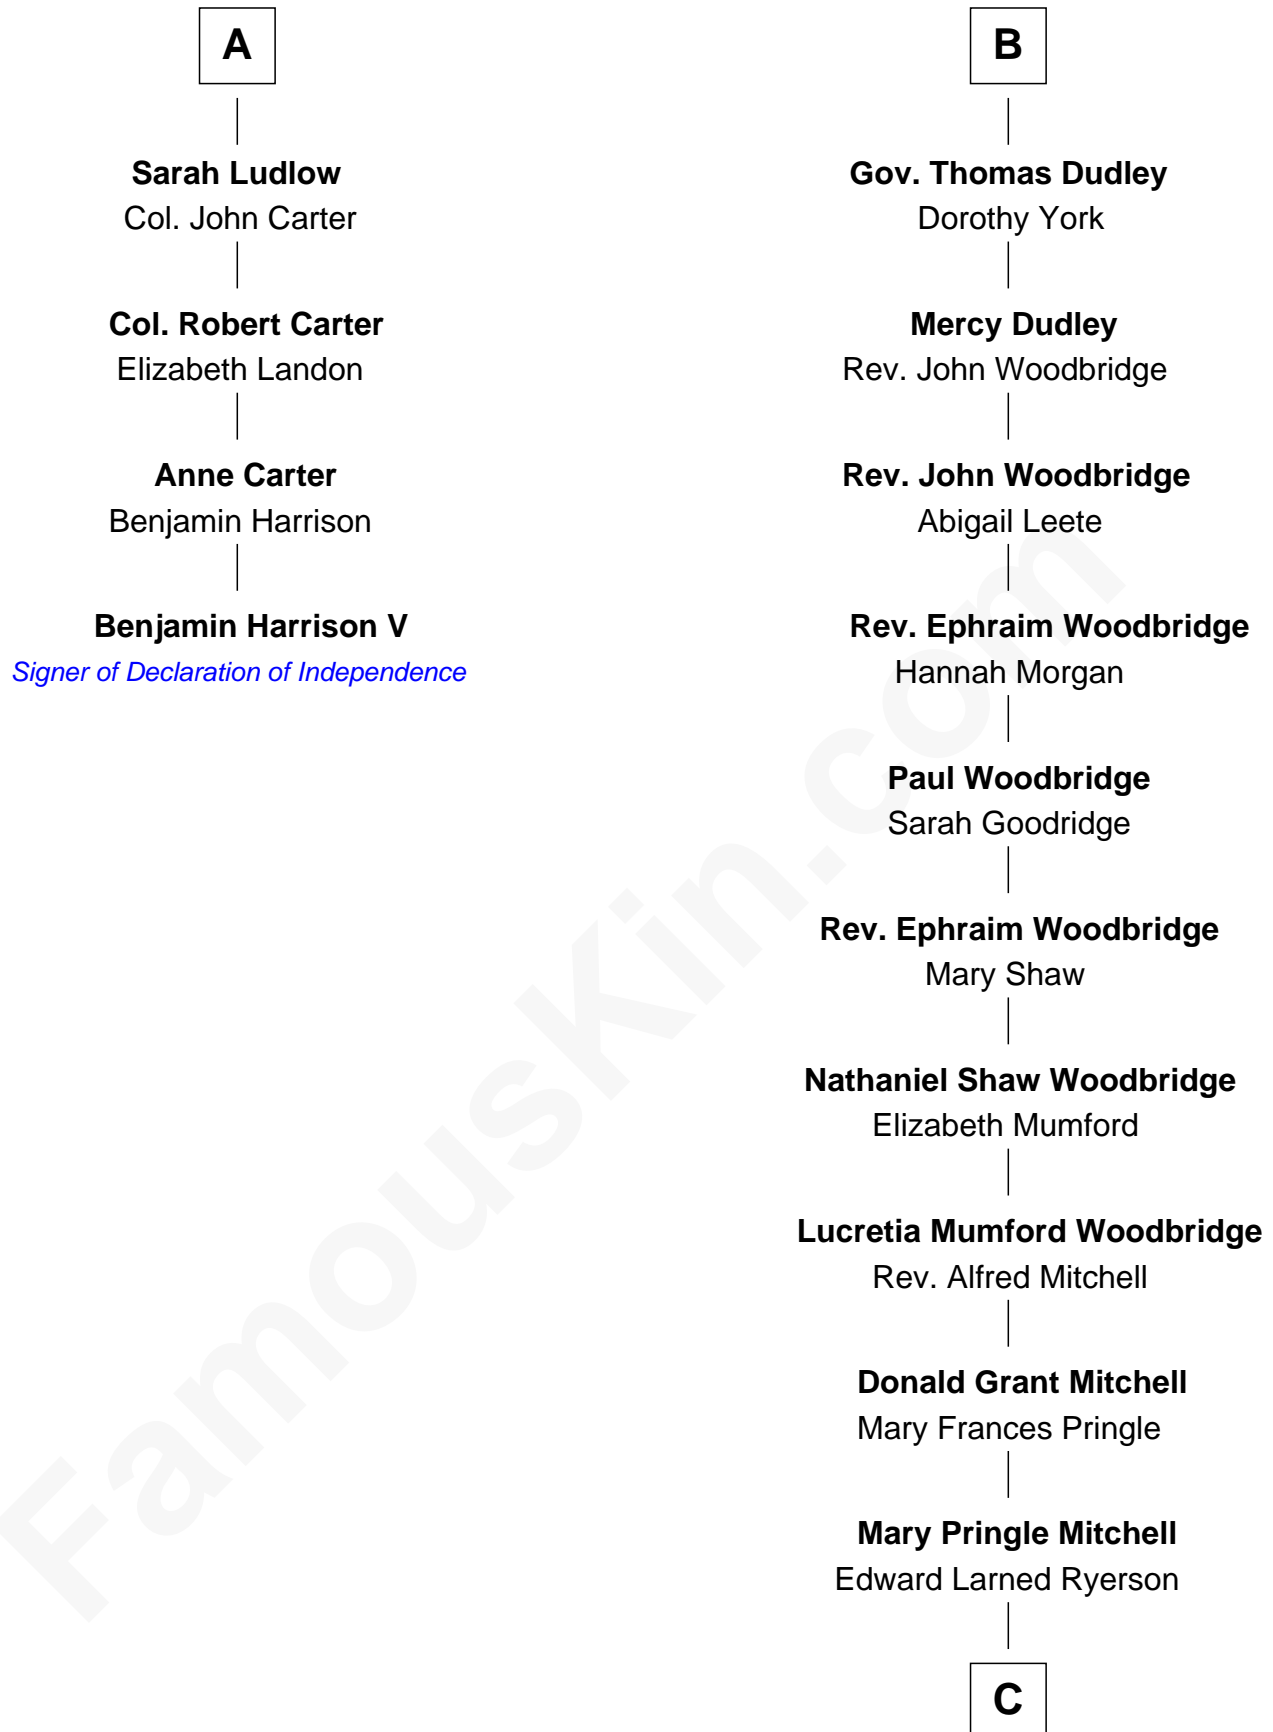 A
Sarah Ludlow
Col. John Carter
Col. Robert Carter
Elizabeth Landon
Anne Carter
Benjamin Harrison
Benjamin Harrison V
Signer of Declaration of Independence
B
Gov. Thomas Dudley
Dorothy York
Mercy Dudley
Rev. John Woodbridge
Rev. John Woodbridge
Abigail Leete
Rev. Ephraim Woodbridge
Hannah Morgan
Paul Woodbridge
Sarah Goodridge
Rev. Ephraim Woodbridge
Mary Shaw
Nathaniel Shaw Woodbridge
Elizabeth Mumford
Lucretia Mumford Woodbridge
Rev. Alfred Mitchell
Donald Grant Mitchell
Mary Frances Pringle
Mary Pringle Mitchell
Edward Larned Ryerson
C
FamousKin.com